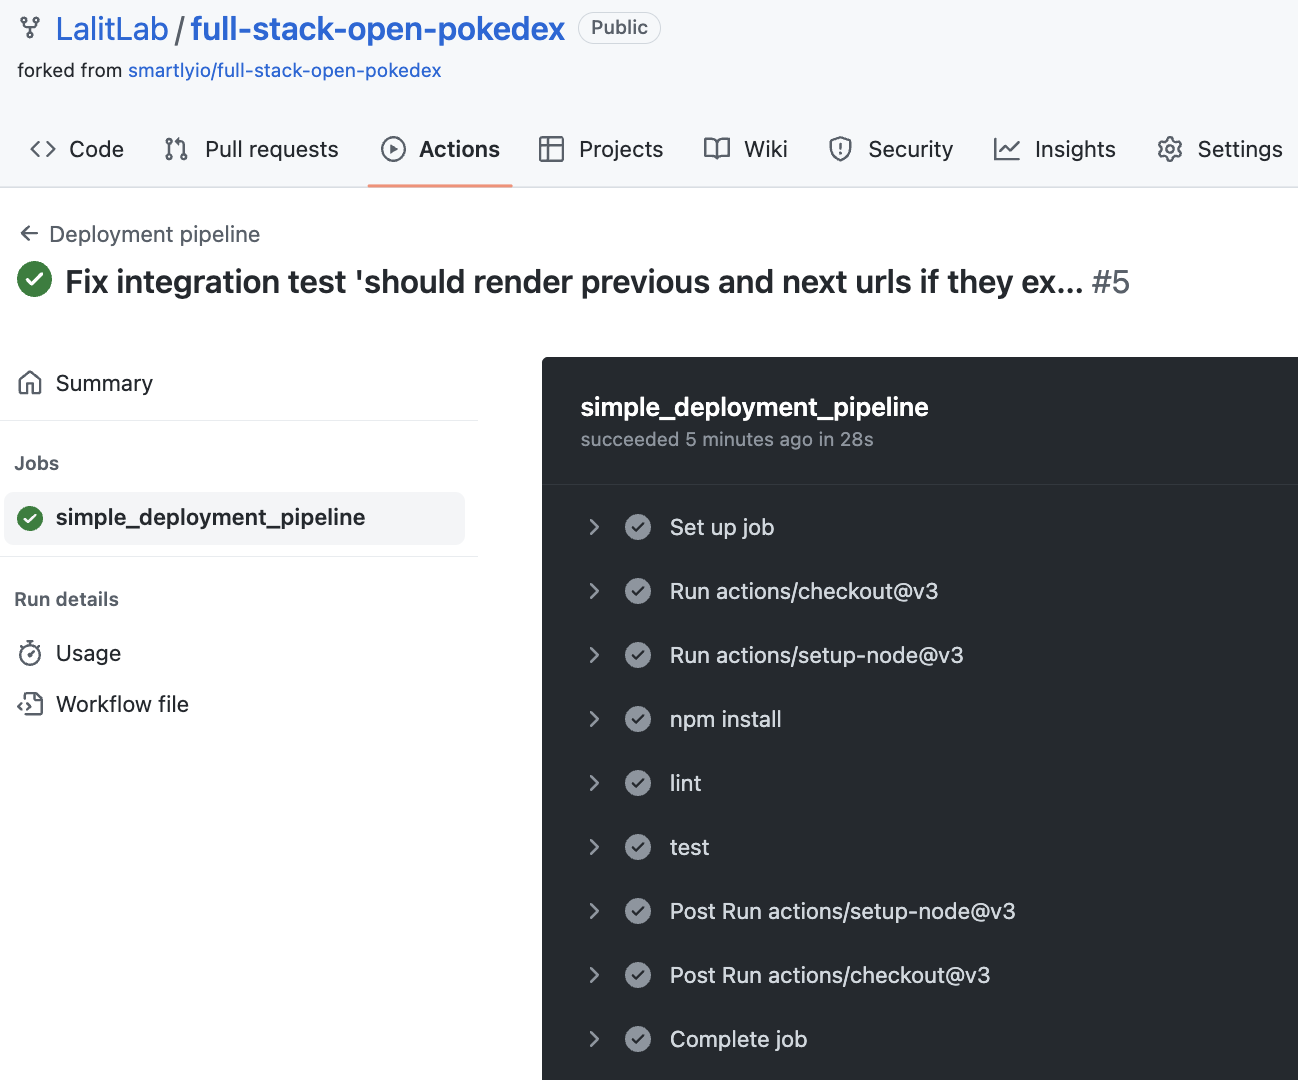 LalitLab / full-stack-open-pokedex Public
forked from smartlyio/full-stack-open-pokedex
Code Pull requests Actions Projects Wiki Security Insights Settings
Deployment pipeline
Fix integration test 'should render previous and next urls if they ex... #5
Summary
Jobs
simple_deployment_pipeline
Run details
Usage
Workflow file
simple_deployment_pipeline
succeeded 5 minutes ago in 28s
Set up job
Run actions/checkout@v3
Run actions/setup-node@v3
npm install
lint
test
Post Run actions/setup-node@v3
Post Run actions/checkout@v3
Complete job